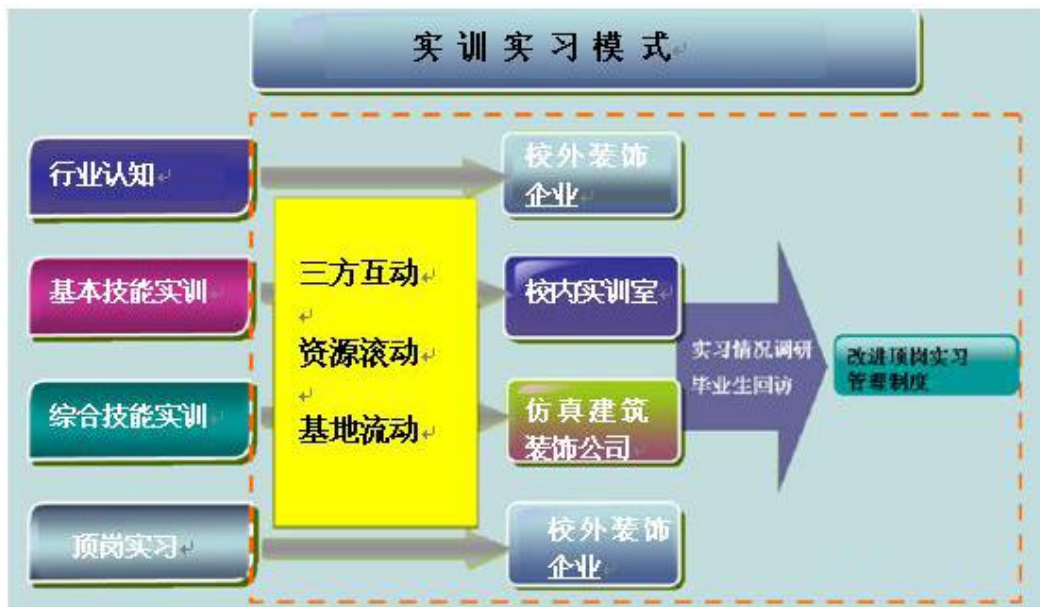 实训实习模式
行业认知
校外装饰
企业
基本技能实训
三方互动
资源滚动
基地流动
校内实训室
综合技能实训
仿真建筑
装饰公司
实习情况调研
毕业生回访
改进顶岗实习
管理制度
顶岗实习
校外装饰
企业